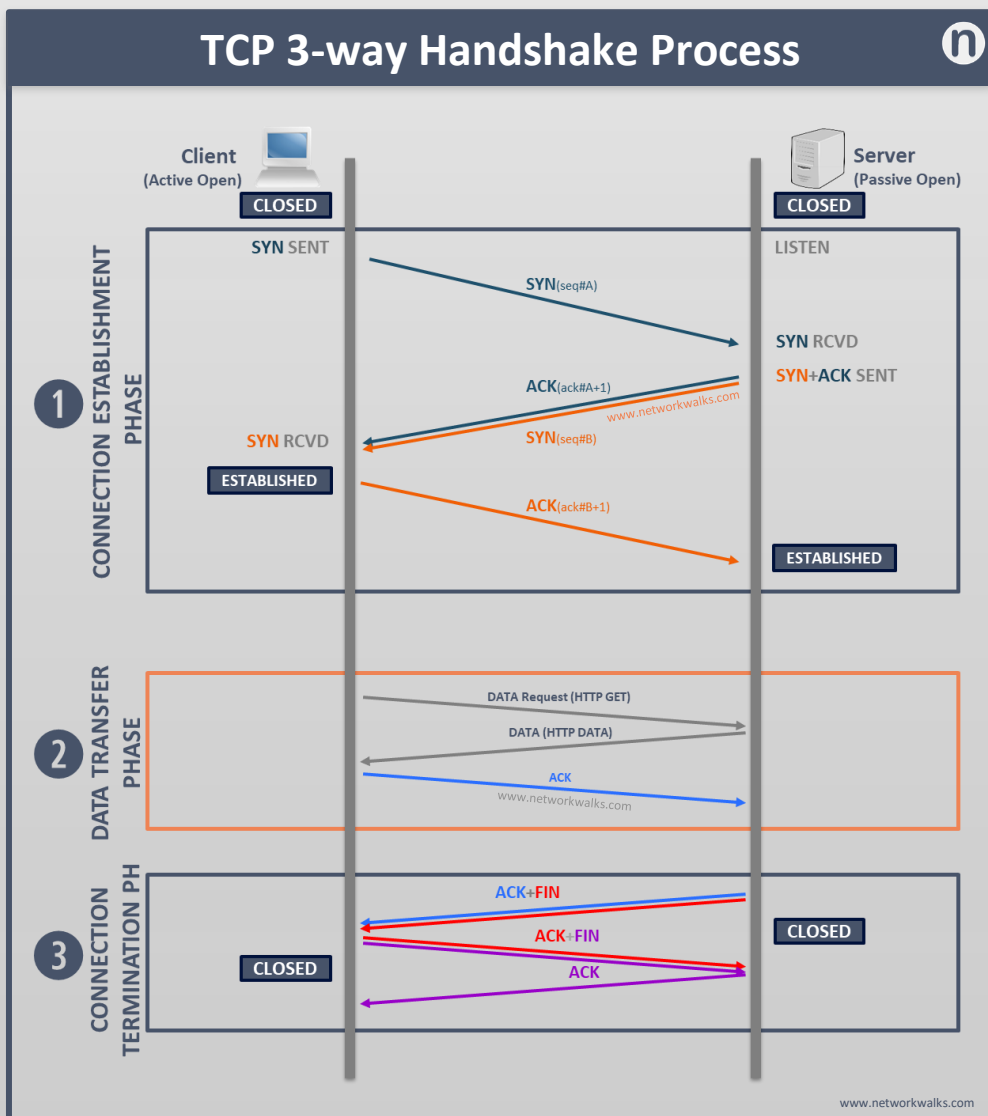 TCP 3-way Handshake Process
n
Client
(Active Open)
CLOSED
Server
(Passive Open)
CLOSED
1
CONNECTION ESTABLISHMENT
PHASE
SYN SENT
LISTEN
SYN(seq#A)
SYN RCVD
SYN+ACK SENT
ACK(ack#A+1)
www.networkwalks.com
SYN(seq#B)
SYN RCVD
ESTABLISHED
ACK(ack#B+1)
ESTABLISHED
2
DATA TRANSFER
PHASE
DATA Request (HTTP GET)
DATA (HTTP DATA)
ACK
www.networkwalks.com
3
CONNECTION
TERMINATION PH
ACK+FIN
CLOSED
ACK+FIN
CLOSED
ACK
www.networkwalks.com